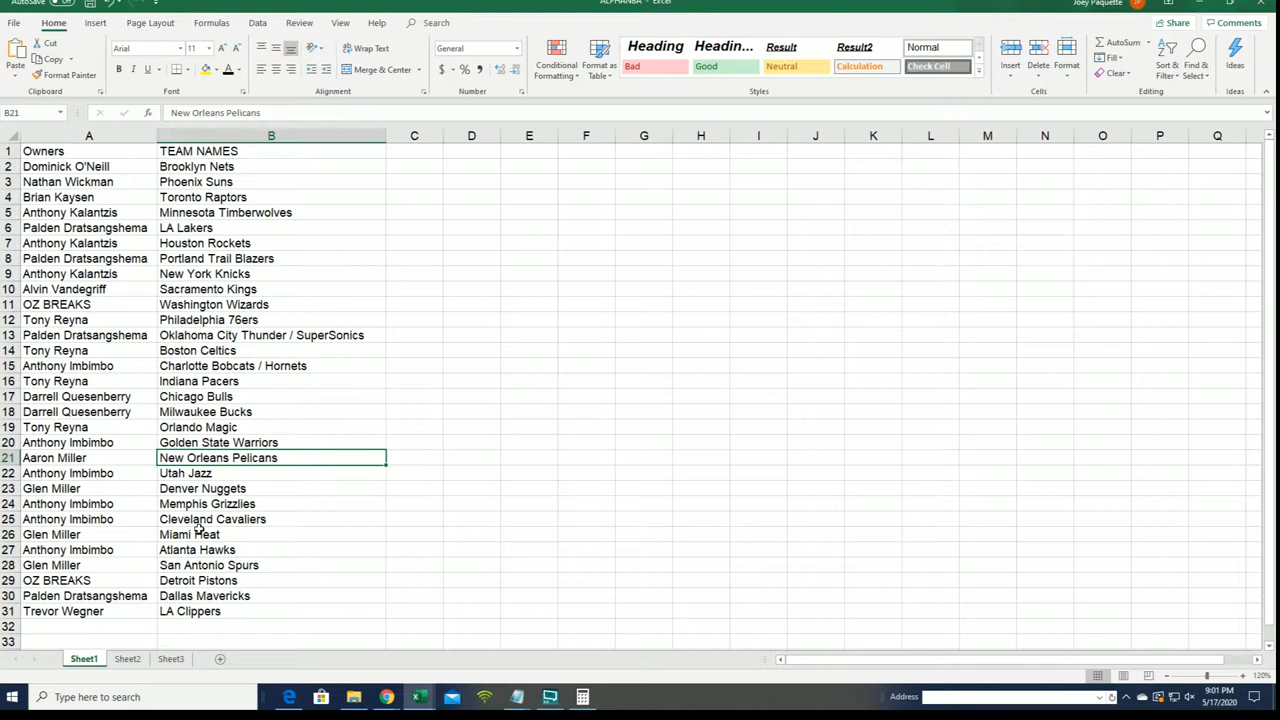 AutoSave Off ALPHANBA - Excel Joey Paquette JP
File Home Insert Page Layout Formulas Data Review View Help Search Share Comments
Paste Cut Copy Format Painter Clipboard
Arial 11 A A B I U A Font
Wrap Text Merge & Center Alignment
General $ % , Number
Conditional Formatting Format as Table
Heading Headin... Result Result2 Normal
Bad Good Neutral Calculation Check Cell
Styles
Insert Delete Format Cells
AutoSum Fill Clear Sort & Filter Find & Select Editing
Ideas Ideas
B21 fx New Orleans Pelicans
A B C D E F G H I J K L M N O P Q
1 Owners TEAM NAMES
2 Dominick O'Neill Brooklyn Nets
3 Nathan Wickman Phoenix Suns
4 Brian Kaysen Toronto Raptors
5 Anthony Kalantzis Minnesota Timberwolves
6 Palden Dratsangshema LA Lakers
7 Anthony Kalantzis Houston Rockets
8 Palden Dratsangshema Portland Trail Blazers
9 Anthony Kalantzis New York Knicks
10 Alvin Vandegriff Sacramento Kings
11 OZ BREAKS Washington Wizards
12 Tony Reyna Philadelphia 76ers
13 Palden Dratsangshema Oklahoma City Thunder / SuperSonics
14 Tony Reyna Boston Celtics
15 Anthony Imbimbo Charlotte Bobcats / Hornets
16 Tony Reyna Indiana Pacers
17 Darrell Quesenberry Chicago Bulls
18 Darrell Quesenberry Milwaukee Bucks
19 Tony Reyna Orlando Magic
20 Anthony Imbimbo Golden State Warriors
21 Aaron Miller New Orleans Pelicans
22 Anthony Imbimbo Utah Jazz
23 Glen Miller Denver Nuggets
24 Anthony Imbimbo Memphis Grizzlies
25 Anthony Imbimbo Cleveland Cavaliers
26 Glen Miller Miami Heat
27 Anthony Imbimbo Atlanta Hawks
28 Glen Miller San Antonio Spurs
29 OZ BREAKS Detroit Pistons
30 Palden Dratsangshema Dallas Mavericks
31 Trevor Wegner LA Clippers
32
33
Sheet1 Sheet2 Sheet3
120%
Type here to search Address 9:01 PM
5/17/2020